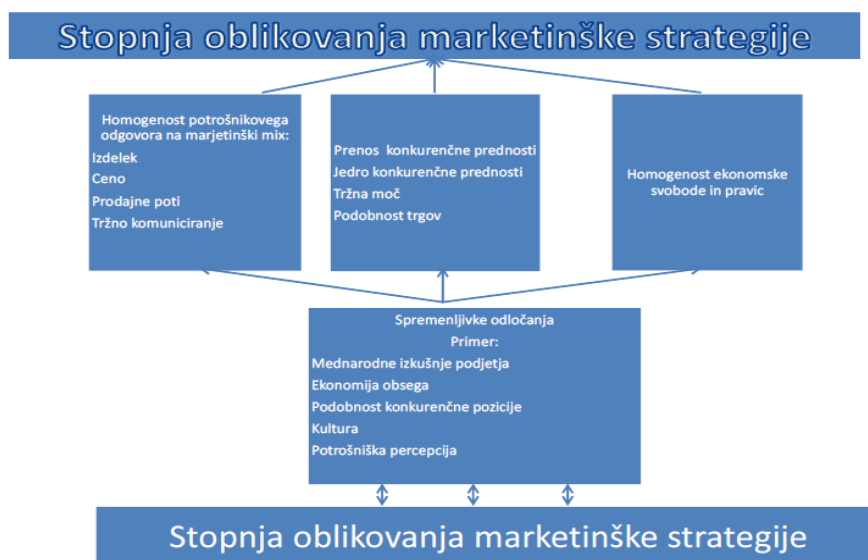 Stopnja oblikovanja marketinške strategije
Homogenost potrošnikovega
odgovora na marjetinški mix:
Izdelek
Ceno
Prodajne poti
Tržno komuniciranje
Prenos konkurenčne prednosti
Jedro konkurenčne prednosti
Tržna moč
Podobnost trgov
Homogenost ekonomske
svobode in pravic
Spremenljivke odločanja
Primer:
Mednarodne izkušnje podjetja
Ekonomija obsega
Podobnost konkurenčne pozicije
Kultura
Potrošniška percepcija
Stopnja oblikovanja marketinške strategije